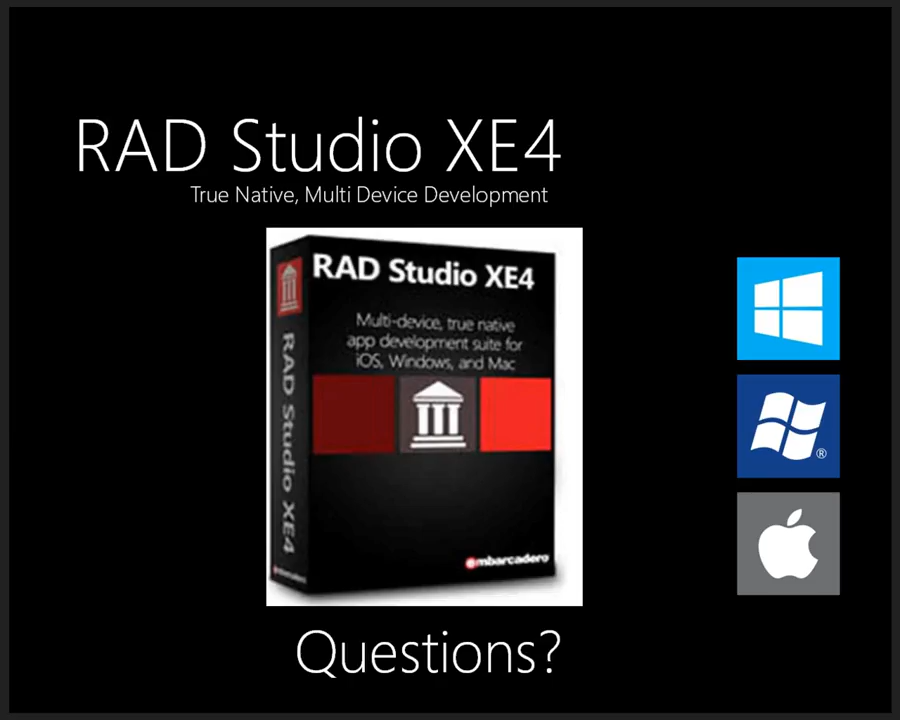 RAD Studio XE4
True Native, Multi Device Development
RAD Studio XE4
Multi-device, true native
app development suite for
iOS, Windows, and Mac
RAD Studio XE4
embarcadero
embarcadero
®
Questions?